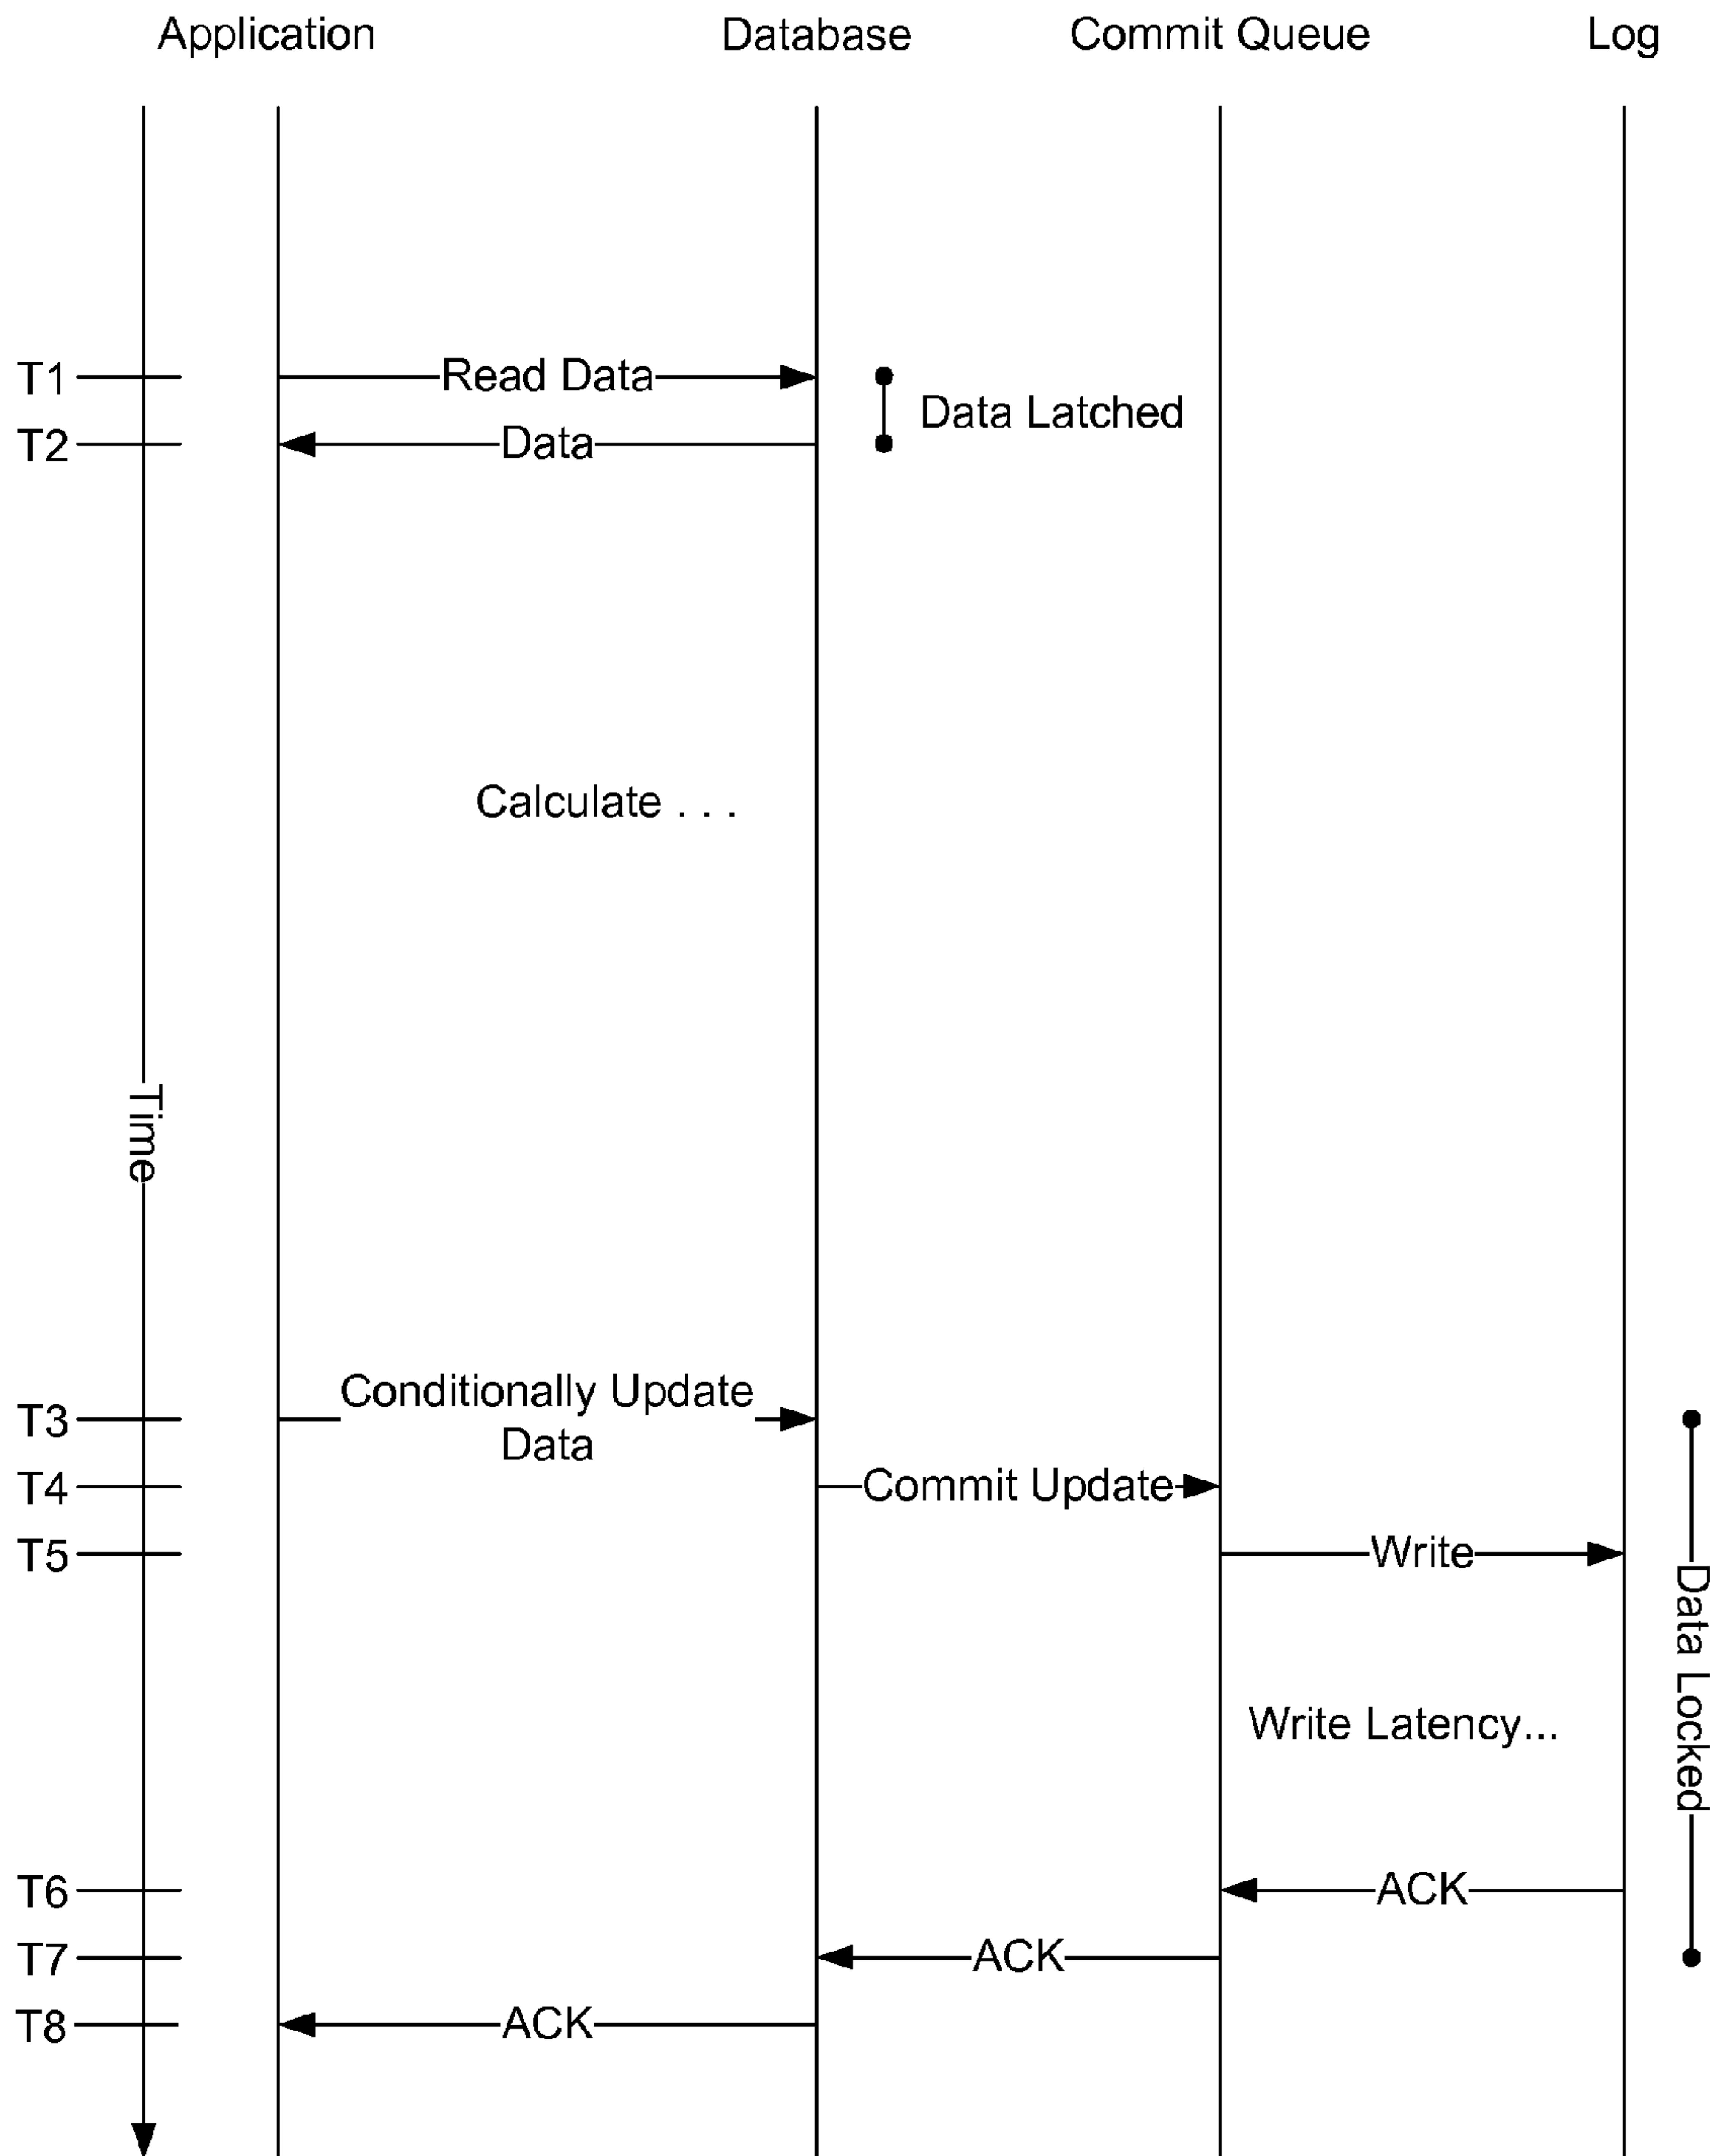 Application
Database
Commit Queue
Log
T1
Read Data
Data Latched
T2
Data
Calculate . . .
Time
T3
Conditionally Update
Data
T4
Commit Update
T5
Write
Data Locked
Write Latency...
T6
ACK
T7
ACK
T8
ACK